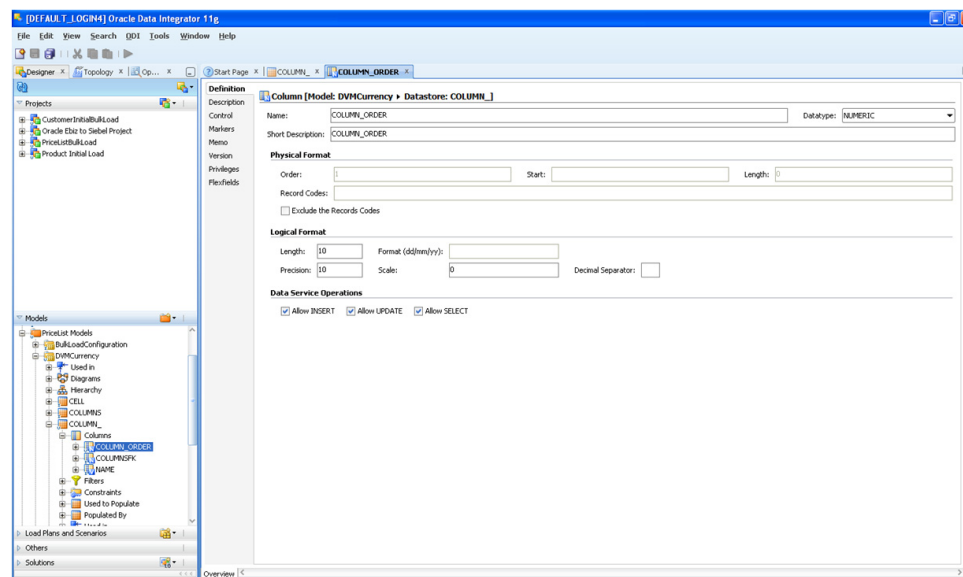 [DEFAULT_LOGIN4] Oracle Data Integrator 11g
File Edit View Search ODI Tools Window Help
Designer x Topology x Op... x
Start Page x COLUMN_ x COLUMN_ORDER x
Projects
CustomerInitialBulkLoad
Oracle Ebiz to Siebel Project
PriceListBulkLoad
Product Initial Load
Models
PriceList Models
BulkLoadConfiguration
DVMCurrency
Used in
Diagrams
Hierarchy
CELL
COLUMNS
COLUMN_
Columns
COLUMN_ORDER
COLUMNSFK
NAME
Filters
Constraints
Used to Populate
Populated By
Used in
Load Plans and Scenarios
Others
Solutions
Definition
Description
Control
Markers
Memo
Version
Privileges
Flexfields
Column [Model: DVMCurrency ▸ Datastore: COLUMN_]
Name: COLUMN_ORDER Datatype: NUMERIC
Short Description: COLUMN_ORDER
Physical Format
Order: 1 Start: Length: 0
Record Codes:
Exclude the Records Codes
Logical Format
Length: 10 Format (dd/mm/yy):
Precision: 10 Scale: 0 Decimal Separator:
Data Service Operations
Allow INSERT Allow UPDATE Allow SELECT
Overview